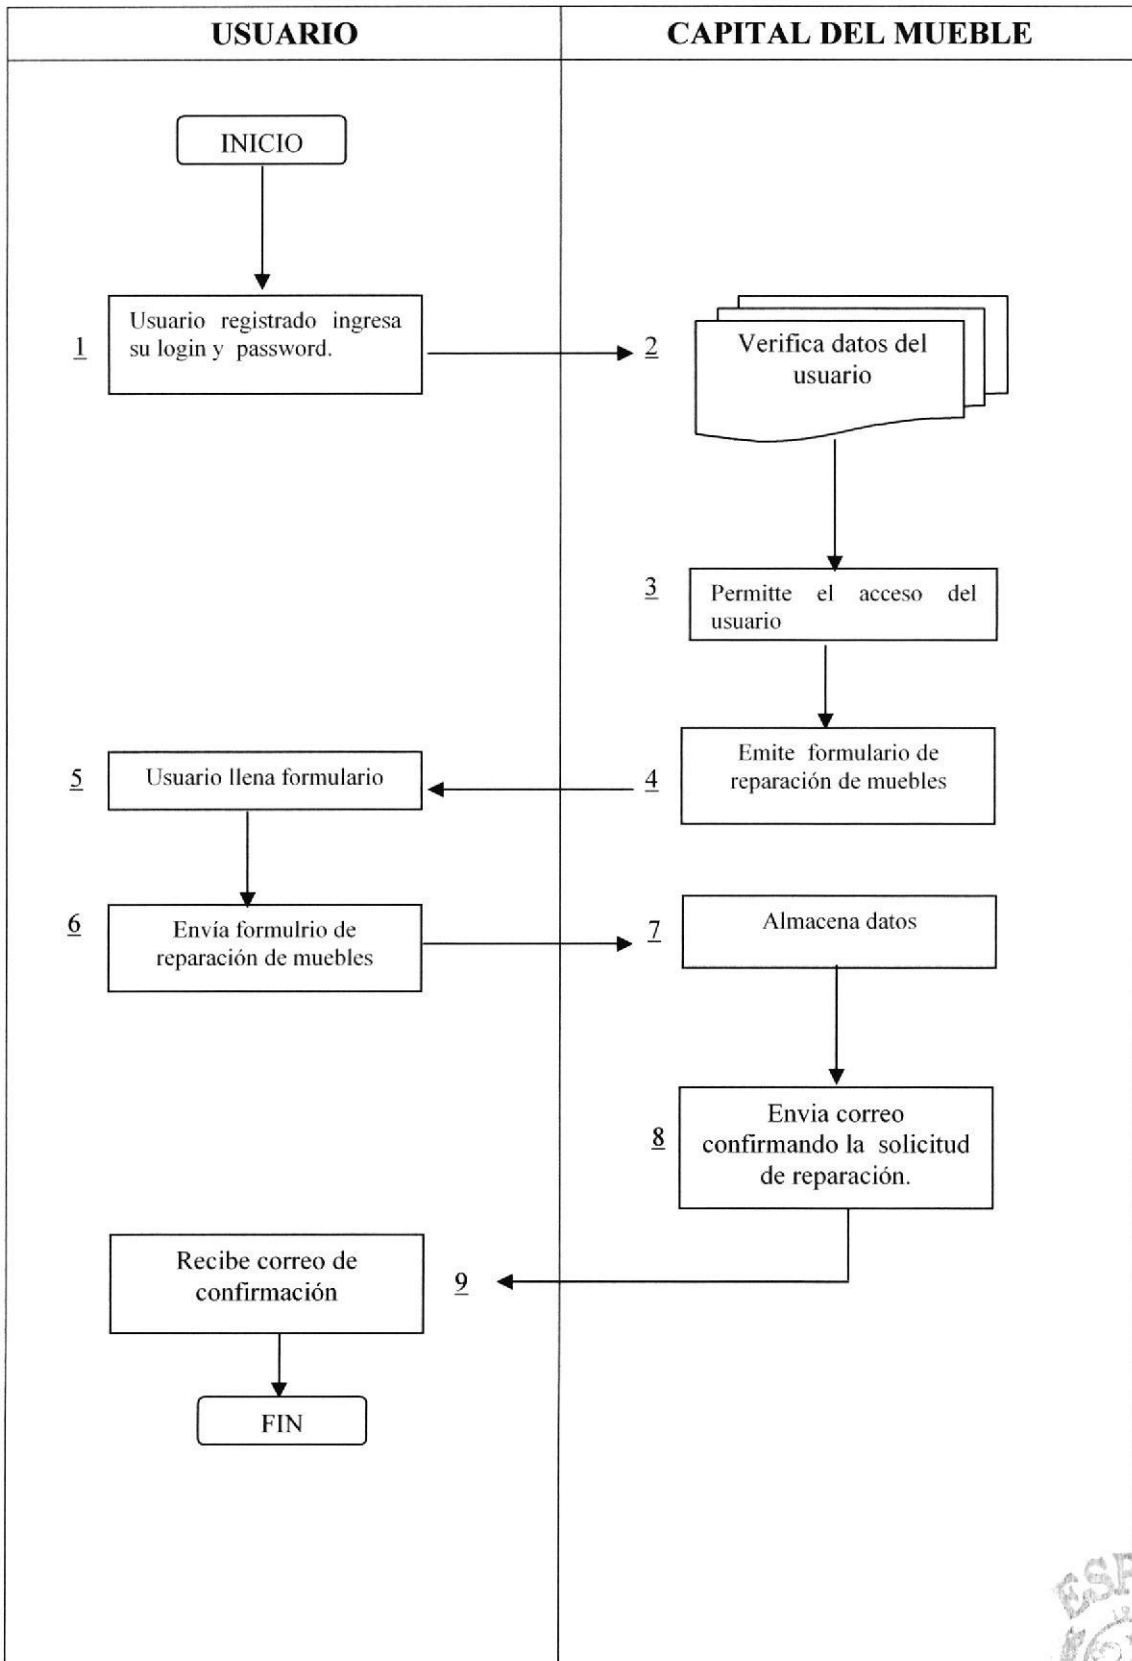 USUARIO
CAPITAL DEL MUEBLE
INICIO
1
Usuario registrado ingresa
su login y password.
2
Verifica datos del
usuario
3
Permitte el acceso del
usuario
4
Emite formulario de
reparación de muebles
5
Usuario llena formulario
6
Envía formulrio de
reparación de muebles
7
Almacena datos
8
Envia correo
confirmando la solicitud
de reparación.
Recibe correo de
confirmación
9
FIN